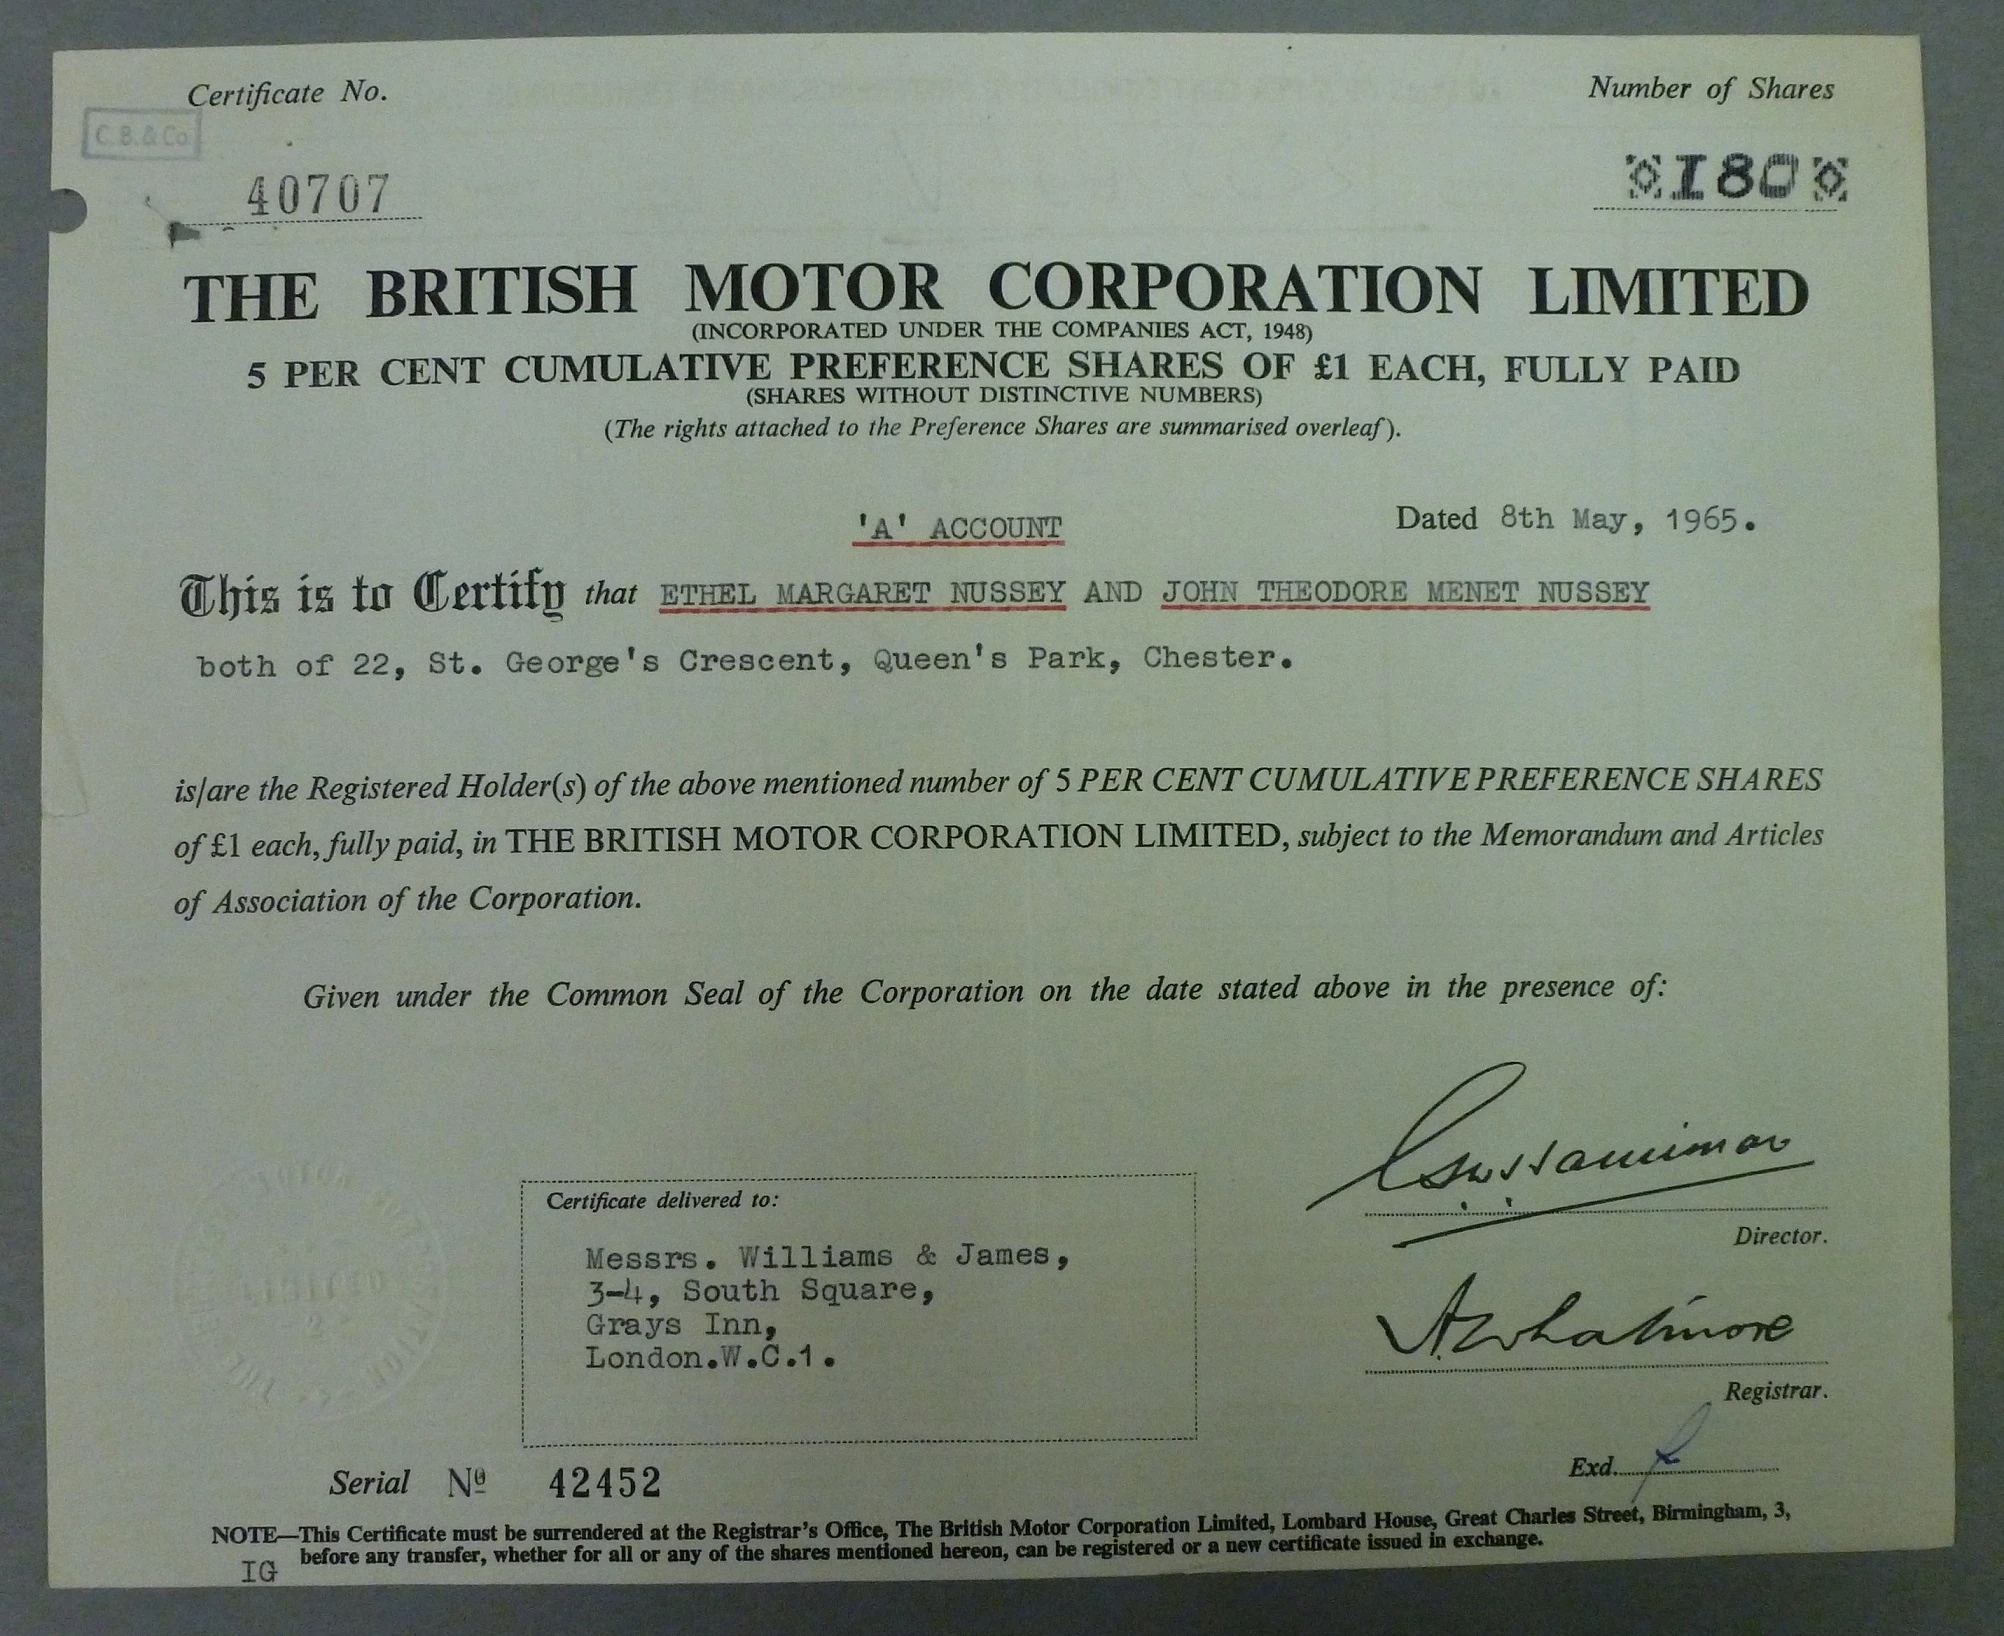 Certificate No.
Number of Shares
C.B.&Co
40707
180
THE BRITISH MOTOR CORPORATION LIMITED
(INCORPORATED UNDER THE COMPANIES ACT, 1948)
5 PER CENT CUMULATIVE PREFERENCE SHARES OF £1 EACH, FULLY PAID
(SHARES WITHOUT DISTINCTIVE NUMBERS)
(The rights attached to the Preference Shares are summarised overleaf).
'A' ACCOUNT
Dated 8th May, 1965.
This is to Certify that ETHEL MARGARET NUSSEY AND JOHN THEODORE MENET NUSSEY
both of 22, St. George's Crescent, Queen's Park, Chester.
is/are the Registered Holder(s) of the above mentioned number of 5 PER CENT CUMULATIVE PREFERENCE SHARES
of £1 each, fully paid, in THE BRITISH MOTOR CORPORATION LIMITED, subject to the Memorandum and Articles
of Association of the Corporation.
Given under the Common Seal of the Corporation on the date stated above in the presence of:
Director.
A. Whatmore
Registrar.
Exd.
LIMITED
2
Certificate delivered to:
Messrs. Williams & James,
3-4, South Square,
Grays Inn,
London.W.C.1.
Serial Nº 42452
NOTE—This Certificate must be surrendered at the Registrar's Office, The British Motor Corporation Limited, Lombard House, Great Charles Street, Birmingham, 3,
before any transfer, whether for all or any of the shares mentioned hereon, can be registered or a new certificate issued in exchange.
IG